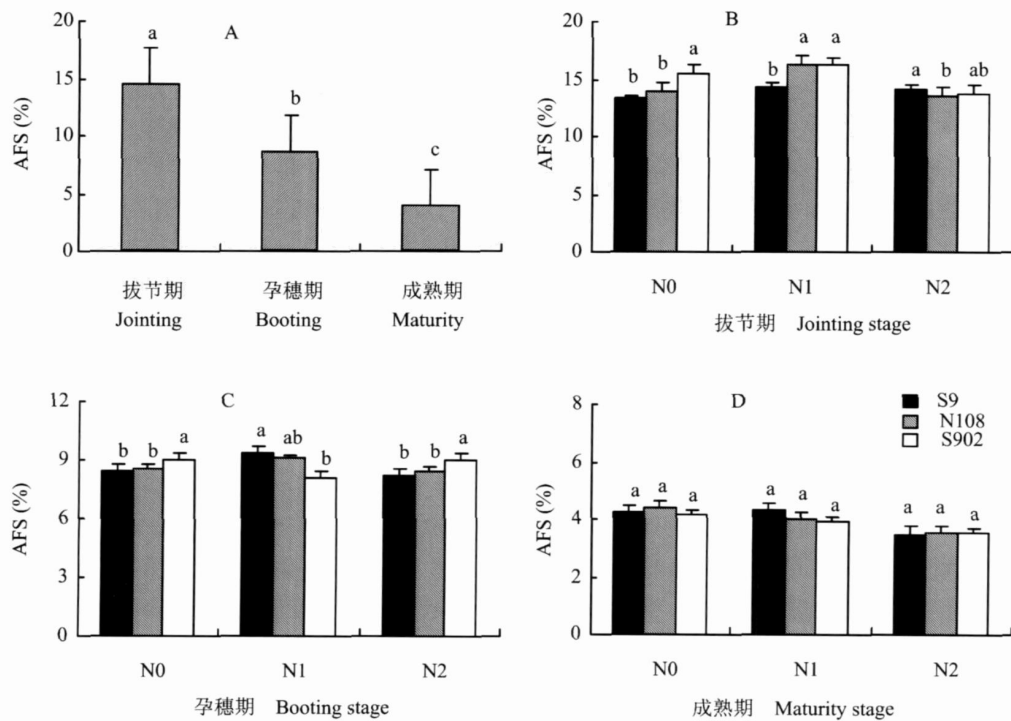 A
AFS (%)
20
15
10
5
0
a
b
c
拔节期 孕穗期 成熟期
Jointing Booting Maturity
B
AFS (%)
20
15
10
5
0
b b a b a a a b ab
N0 N1 N2
拔节期 Jointing stage
C
AFS (%)
12
9
6
3
0
b b a a ab b b b a
N0 N1 N2
孕穗期 Booting stage
D
AFS (%)
8
6
4
2
0
S9
N108
S902
a a a a a a a a a
N0 N1 N2
成熟期 Maturity stage